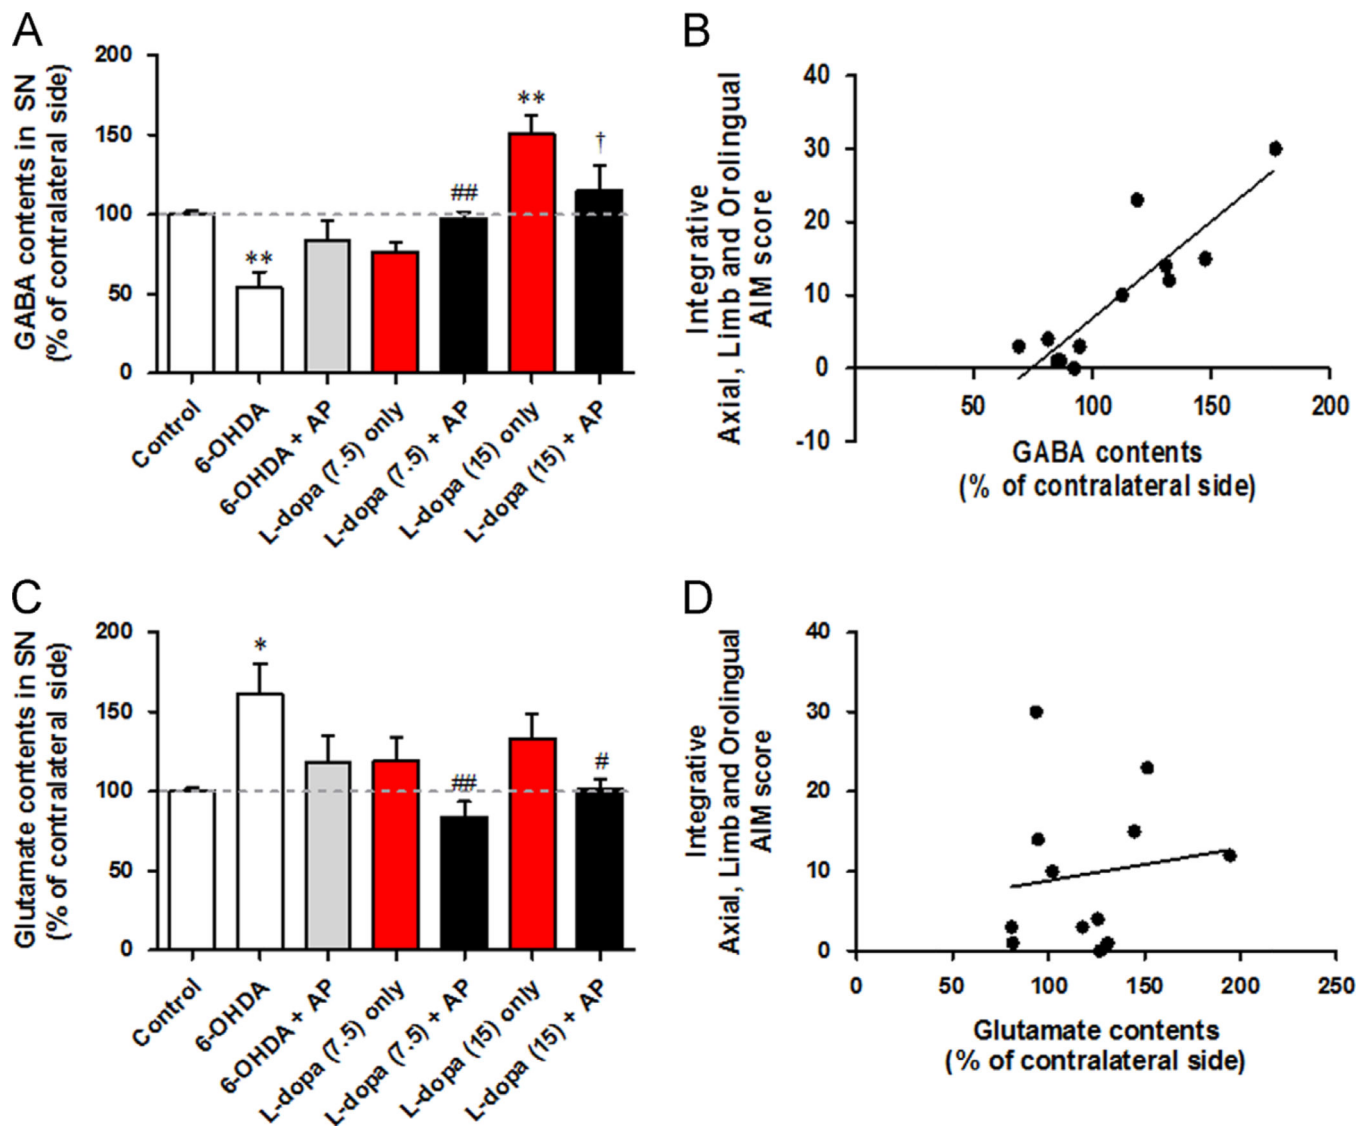 A
GABA contents in SN
(% of contralateral side)
200
150
100
50
0
**
##
**
†
Control
6-OHDA
6-OHDA + AP
L-dopa (7.5) only
L-dopa (7.5) + AP
L-dopa (15) only
L-dopa (15) + AP
B
Integrative
Axial, Limb and Orolingual
AIM score
40
30
20
10
0
-10
50
100
150
200
GABA contents
(% of contralateral side)
C
Glutamate contents in SN
(% of contralateral side)
200
150
100
50
0
*
##
#
Control
6-OHDA
6-OHDA + AP
L-dopa (7.5) only
L-dopa (7.5) + AP
L-dopa (15) only
L-dopa (15) + AP
D
Integrative
Axial, Limb and Orolingual
AIM score
40
30
20
10
0
0
50
100
150
200
250
Glutamate contents
(% of contralateral side)